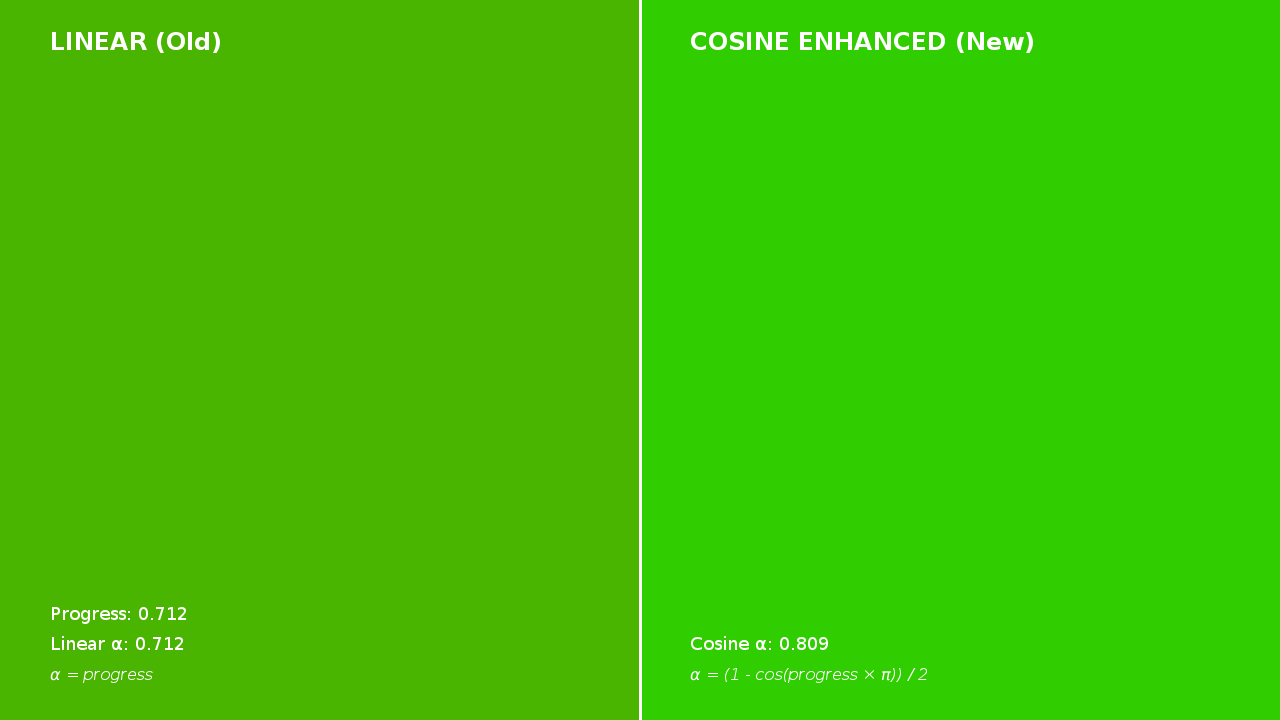 LINEAR (Old)
Progress: 0.712
Linear α: 0.712
α = progress
COSINE ENHANCED (New)
Cosine α: 0.809
α = (1 - cos(progress × π)) / 2